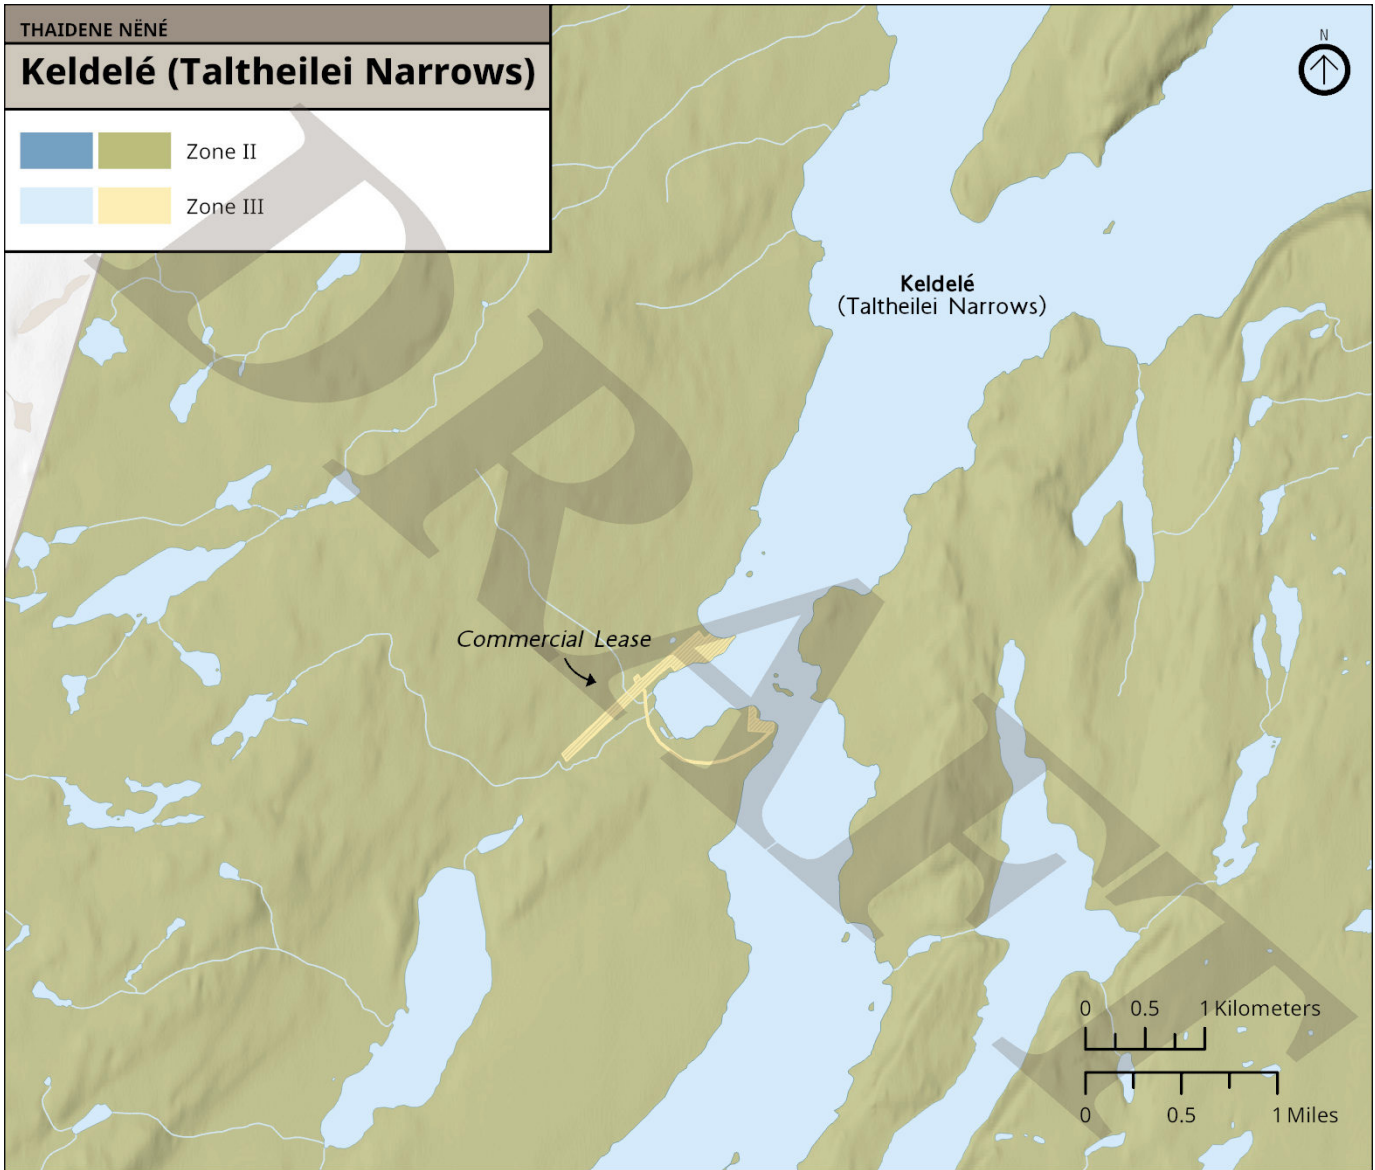 THAIDENE NËNÉ
Keldelé (Taltheilei Narrows)
Zone II
Zone III
N
Keldelé
(Taltheilei Narrows)
Commercial Lease
DRAFT
0 0.5 1 Kilometers
0 0.5 1 Miles